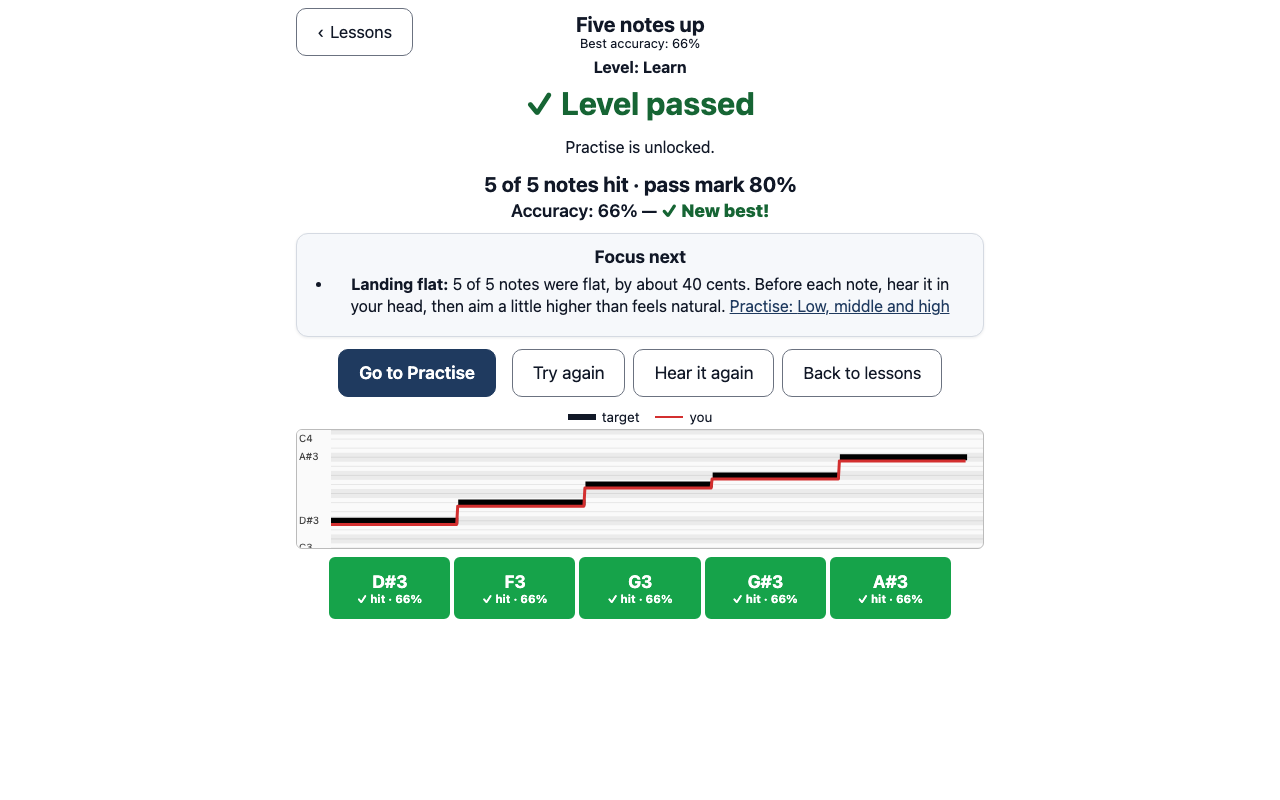 ‹ Lessons
Five notes up
Best accuracy: 66%
Level: Learn
✓ Level passed
Practise is unlocked.
5 of 5 notes hit · pass mark 80%
Accuracy: 66% — ✓ New best!
Focus next
• Landing flat: 5 of 5 notes were flat, by about 40 cents. Before each note, hear it in
your head, then aim a little higher than feels natural. Practise: Low, middle and high
Go to Practise
Try again
Hear it again
Back to lessons
target
you
C4
A#3
D#3
C3
D#3
✓ hit · 66%
F3
✓ hit · 66%
G3
✓ hit · 66%
G#3
✓ hit · 66%
A#3
✓ hit · 66%